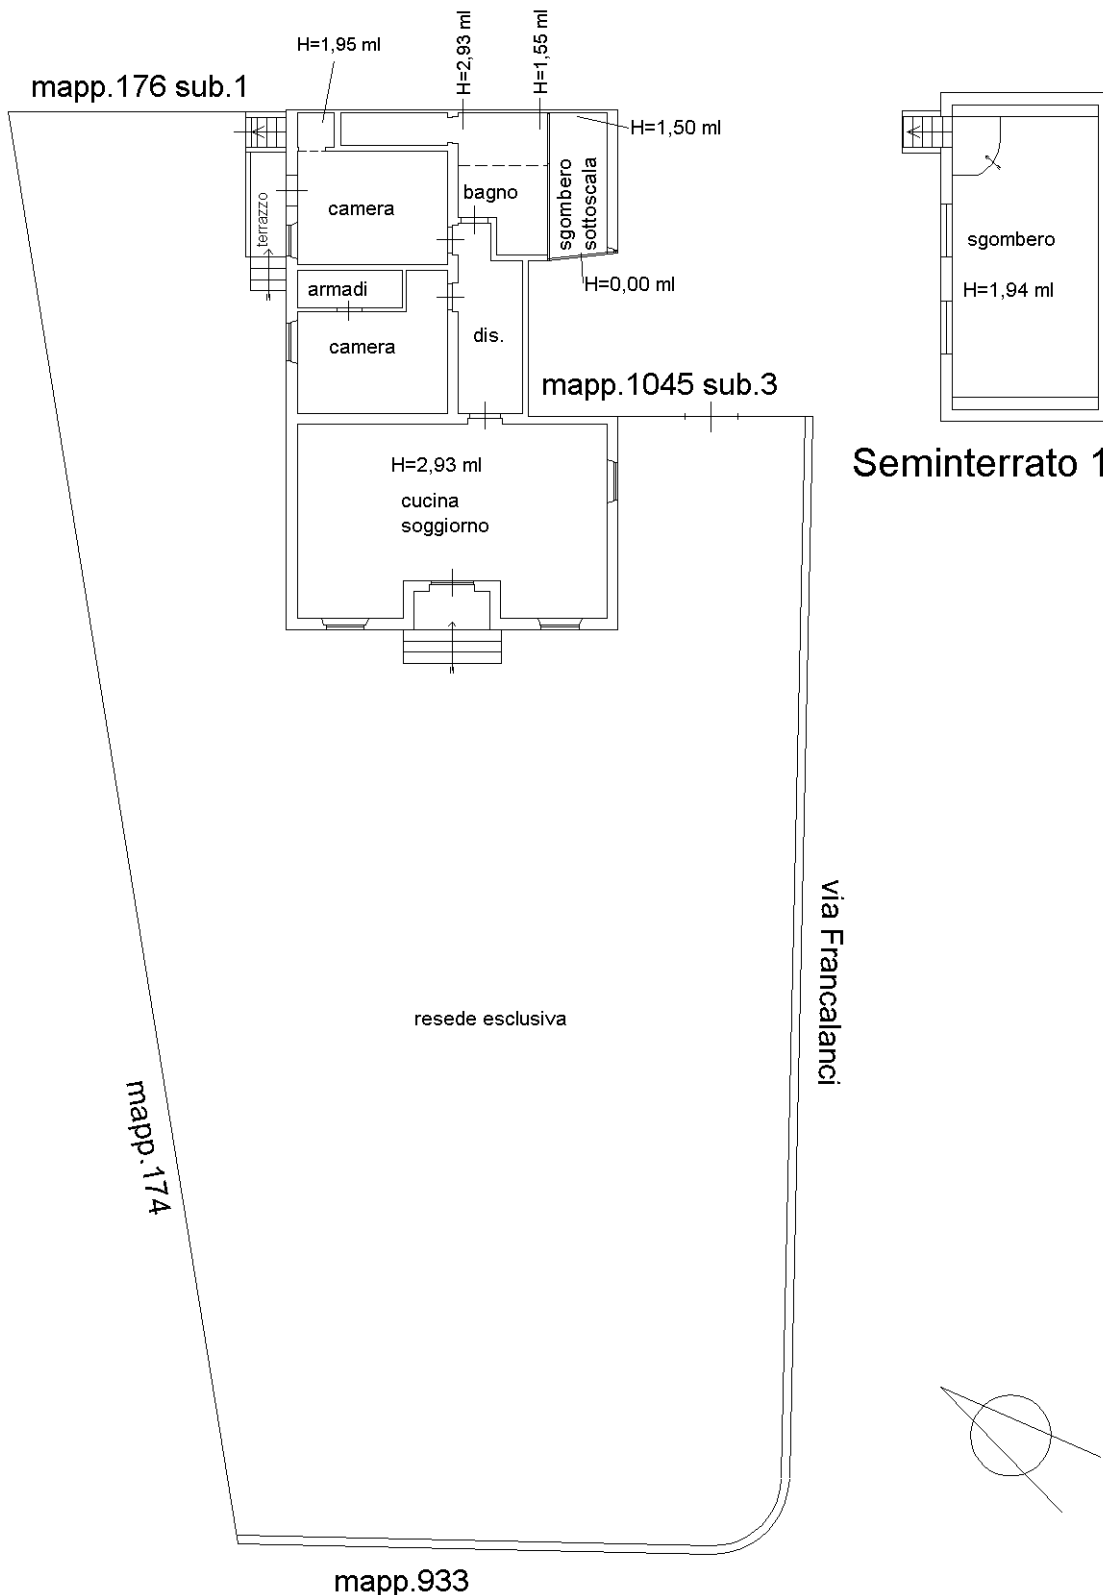 H=1,95 ml
H=2,93 ml
H=1,55 ml
mapp.176 sub.1
H=1,50 ml
terrazzo
camera
bagno
sgombero
sottoscala
sgombero
H=1,94 ml
H=0,00 ml
armadi
camera
dis.
mapp.1045 sub.3
Seminterrato 1
H=2,93 ml
cucina
soggiorno
via Francalanci
resede esclusiva
mapp.174
mapp.933